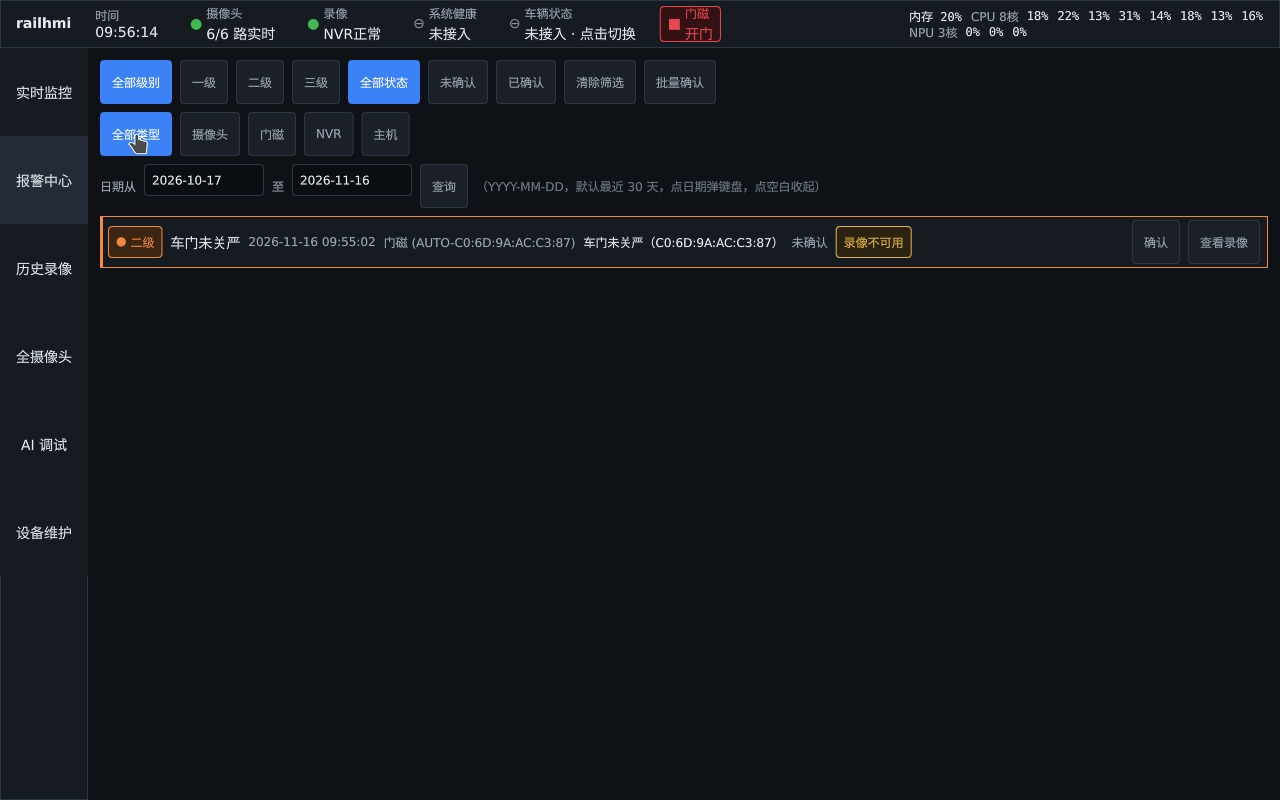 railhmi
时间
09:56:14
摄像头
6/6 路实时
录像
NVR正常
系统健康
未接入
车辆状态
未接入 · 点击切换
门磁
开门
内存 20% CPU 8核 18% 22% 13% 31% 14% 18% 13% 16%
NPU 3核 0% 0% 0%
实时监控
报警中心
历史录像
全摄像头
AI 调试
设备维护
全部级别 一级 二级 三级 全部状态 未确认 已确认 清除筛选 批量确认
全部类型 摄像头 门磁 NVR 主机
日期从 2026-10-17 至 2026-11-16 查询 （YYYY-MM-DD，默认最近 30 天，点日期弹键盘，点空白收起）
二级 车门未关严 2026-11-16 09:55:02 门磁 (AUTO-C0:6D:9A:AC:C3:87) 车门未关严（C0:6D:9A:AC:C3:87） 未确认 录像不可用 确认 查看录像